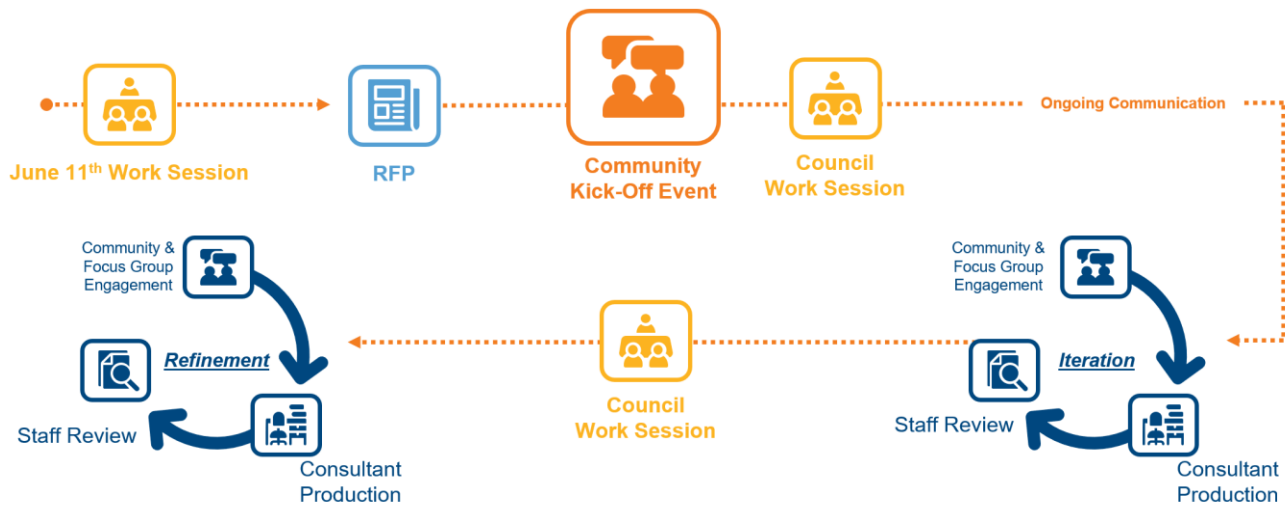 June 11th Work Session
RFP
Community
Kick-Off Event
Council
Work Session
Ongoing Communication
Community &
Focus Group
Engagement
Refinement
Staff Review
Consultant
Production
Council
Work Session
Community &
Focus Group
Engagement
Iteration
Staff Review
Consultant
Production